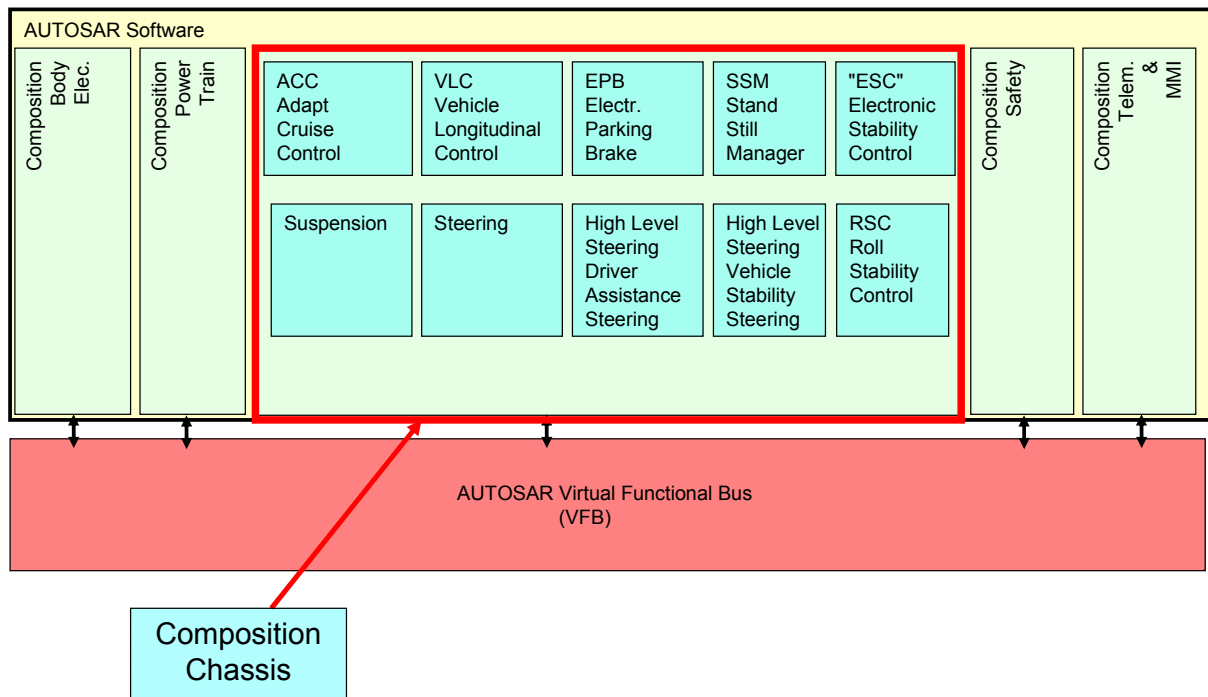 AUTOSAR Software
Composition
Body
Elec.
Composition
Power
Train
ACC
Adapt
Cruise
Control
VLC
Vehicle
Longitudinal
Control
EPB
Electr.
Parking
Brake
SSM
Stand
Still
Manager
"ESC"
Electronic
Stability
Control
Suspension
Steering
High Level
Steering
Driver
Assistance
Steering
High Level
Steering
Vehicle
Stability
Steering
RSC
Roll
Stability
Control
Composition
Safety
Composition
Telem.
&
MMI
AUTOSAR Virtual Functional Bus
(VFB)
Composition
Chassis